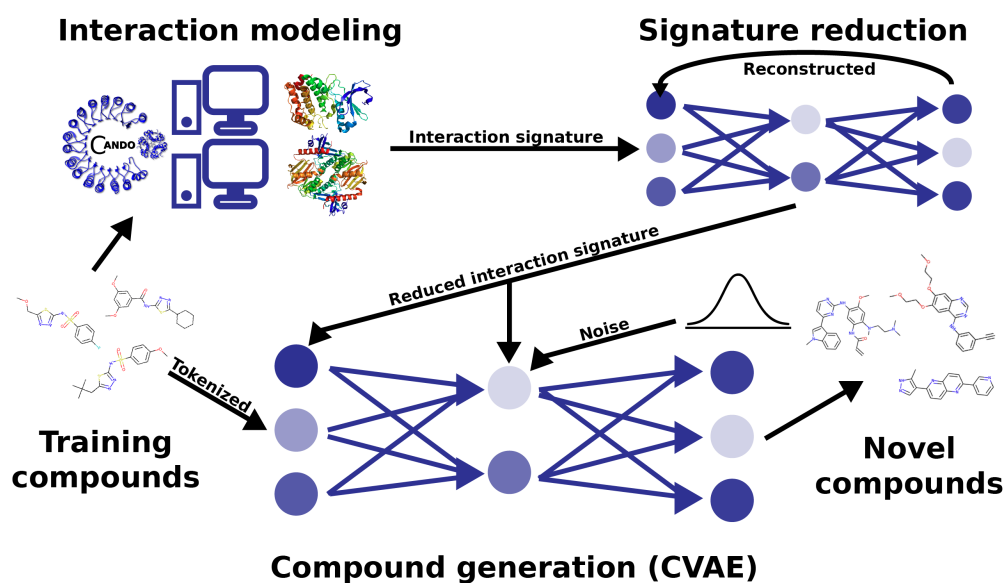 Interaction modeling
Signature reduction
Reconstructed
CANDO
Interaction signature
Reduced interaction signature
Noise
Tokenized
Training
compounds
Novel
compounds
Compound generation (CVAE)